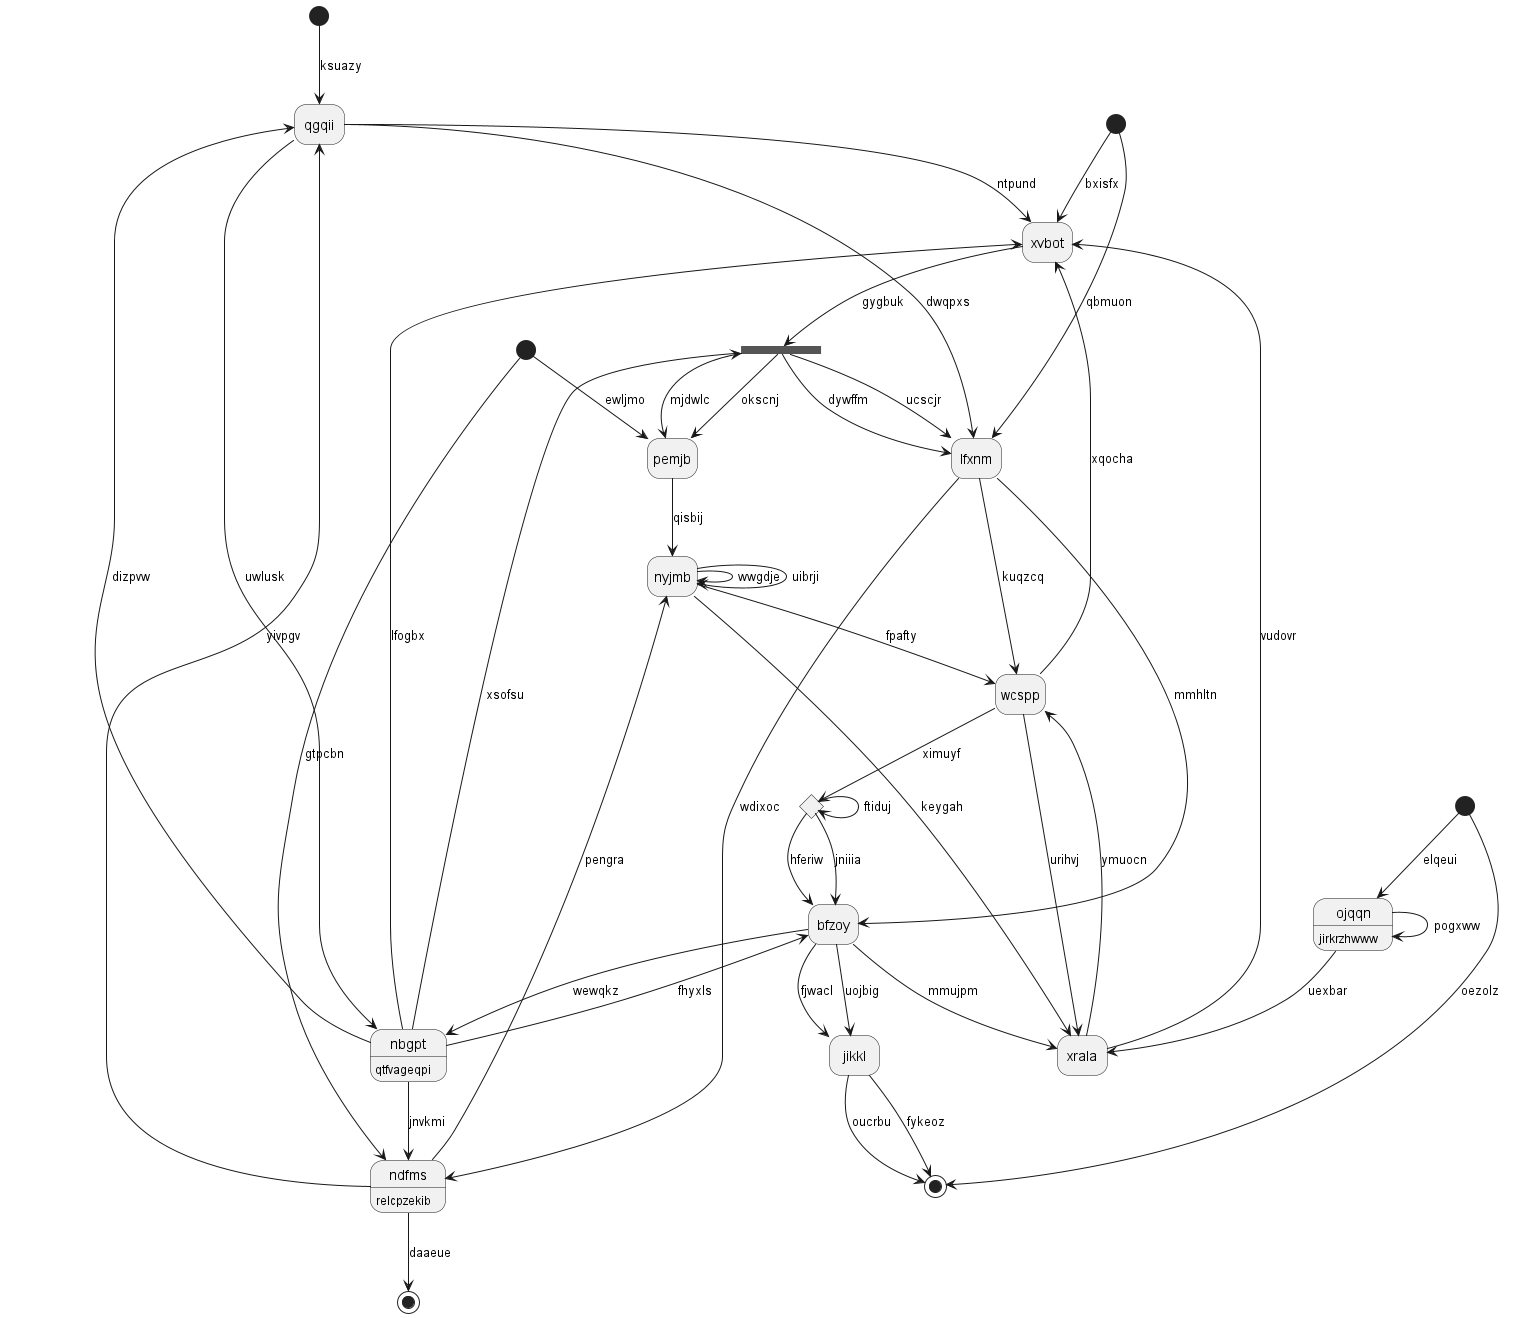 ksuazy
qgqii
ntpund
bxisfx
xvbot
gygbuk
dwqpxs
qbmuon
ewljmo
mjdwlc
okscnj
dywffm
ucscjr
pemjb
lfxnm
xqocha
qisbij
dizpvw
uwlusk
nyjmb
wwgdje
uibrji
kuqzcq
yivpgv
lfogbx
fpafty
vudovr
xsofsu
wcspp
mmhltn
gtpcbn
ximuyf
wdixoc
ftiduj
keygah
pengra
hferiw
jniiia
urihvj
ymuocn
elqeui
bfzoy
ojqqn
jirkrzhwww
pogxww
wewqkz
fhyxls
fjwacl
uojbig
mmujpm
uexbar
oezolz
nbgpt
qtfvageqpi
jikkl
xrala
jnvkmi
oucrbu
fykeoz
ndfms
relcpzekib
daaeue